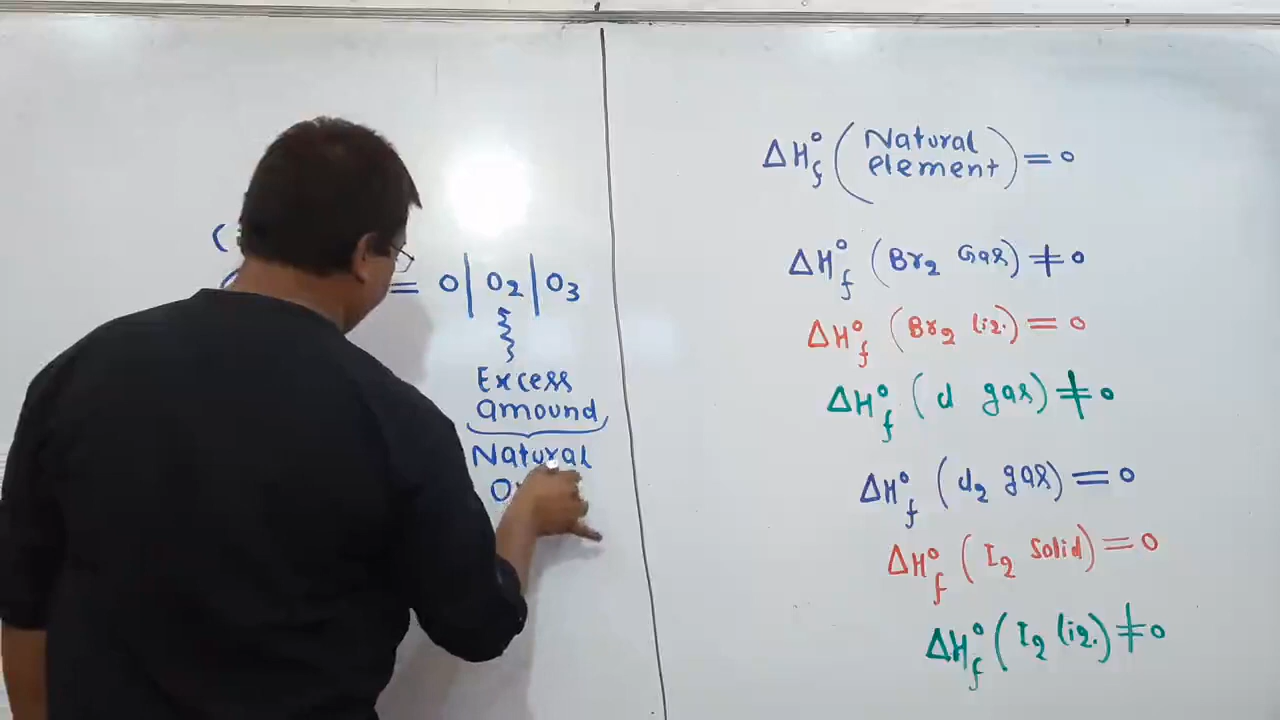 (
= O | O2 | O3
Excess
amound
Natural
ΔH°f (Natural element) = 0
ΔH°f (Br2 Gas) ≠ 0
ΔH°f (Br2 liq.) = 0
ΔH°f (cl gas) ≠ 0
ΔH°f (cl2 gas) = 0
ΔH°f (I2 Solid) = 0
ΔH°f (I2 liq.) ≠ 0